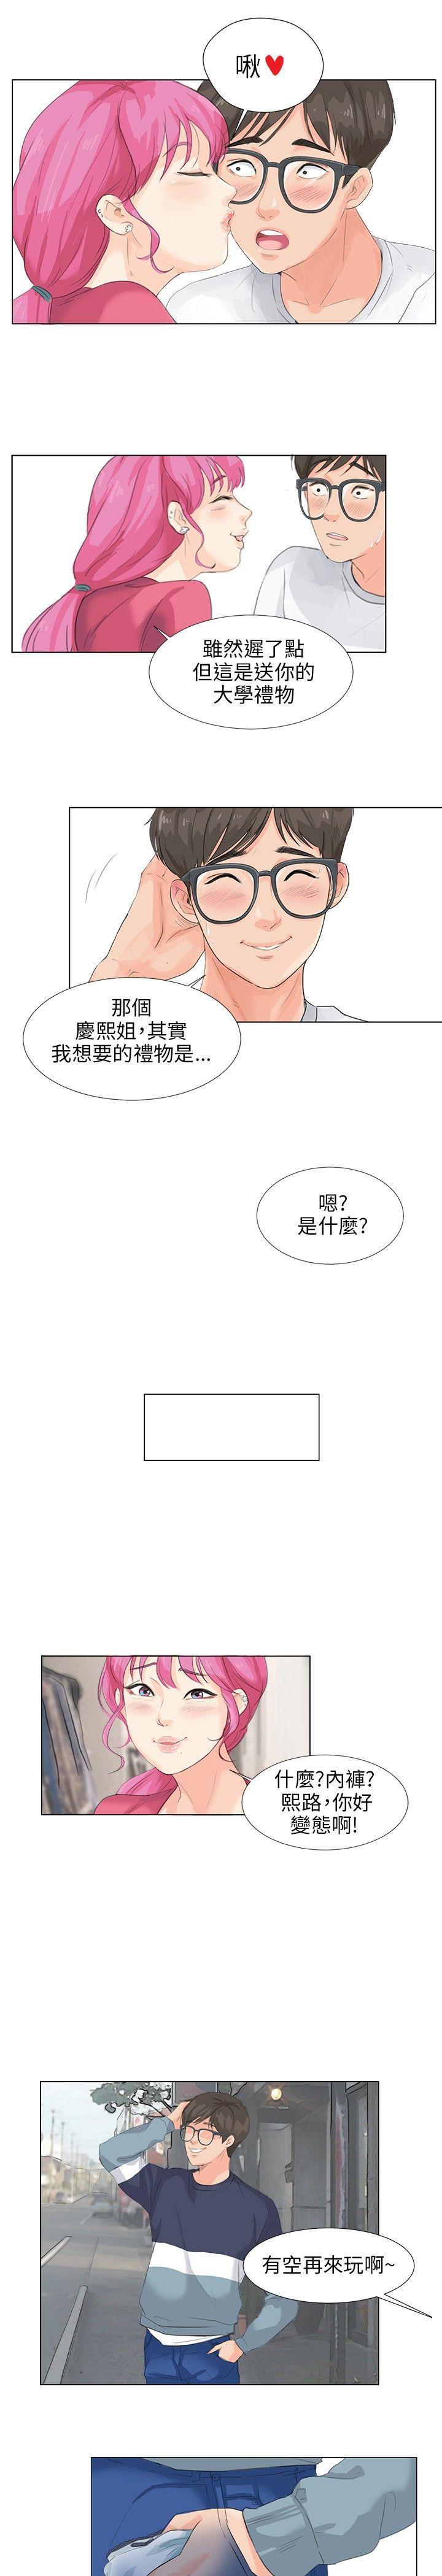 啾♥
雖然遲了點
但這是送你的
大學禮物
那個
慶熙姐,其實
我想要的禮物是...
嗯?
是什麼?
什麼?內褲?
熙路,你好
變態啊!
有空再來玩啊~